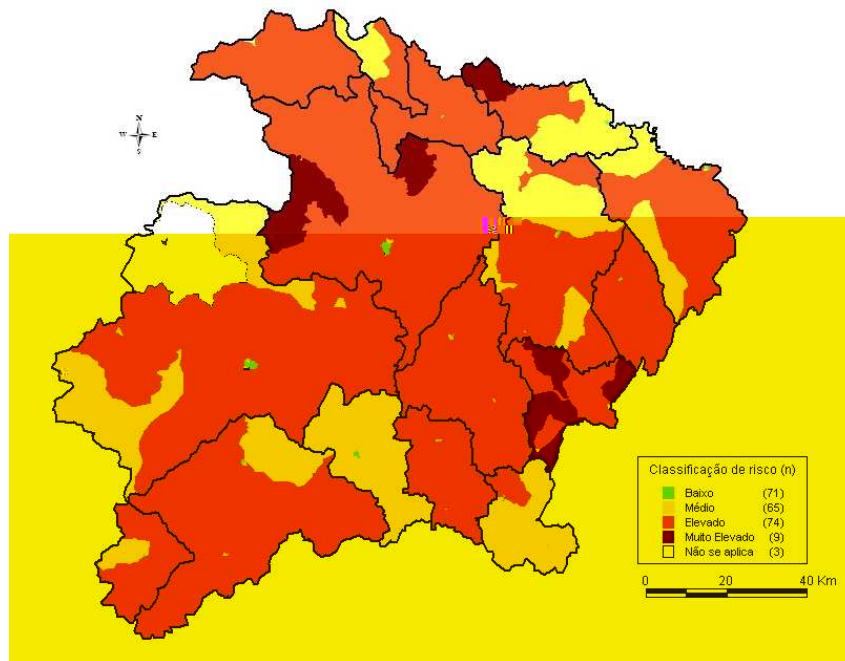 N
W E
S
Classificação de risco (n)
Baixo (71)
Médio (65)
Elevado (74)
Muito Elevado (9)
Não se aplica (3)
0 20 40 Km